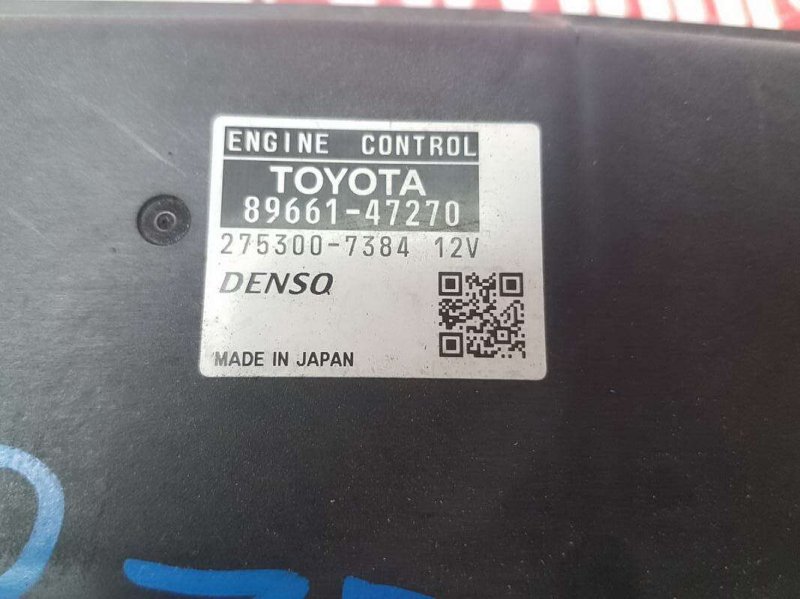 ENGINE CONTROL
TOYOTA
89661-47270
275300-7384 12V
DENSO
MADE IN JAPAN